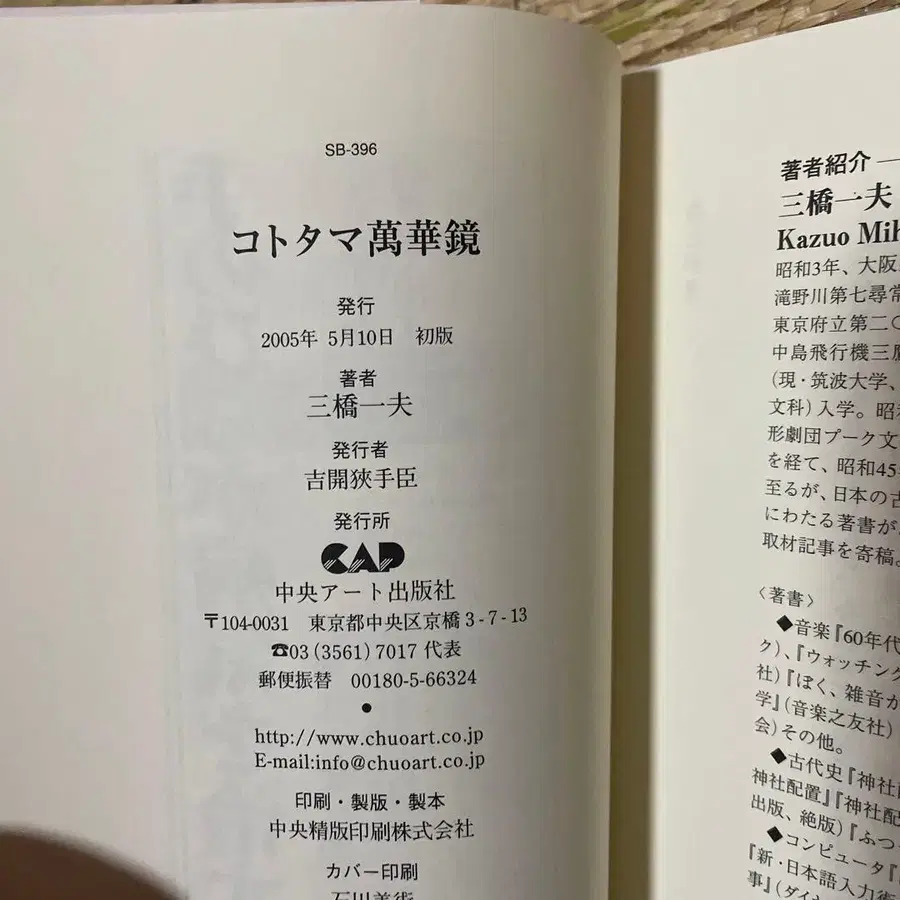 SB-396
コトタマ萬華鏡
発行
2005年 5月10日 初版
著者
三橋一夫
発行者
吉開狹手臣
発行所
CAP
中央アート出版社
〒104-0031 東京都中央区京橋 3-7-13
☎03(3561)7017 代表
郵便振替 00180-5-66324
●
http://www.chuoart.co.jp
E-mail:info@chuoart.co.jp
印刷・製版・製本
中央精版印刷株式会社
カバー印刷
石川美術
著者紹介
三橋一夫
Kazuo Mih
昭和3年、大阪
滝野川第七尋常
東京府立第二〇
中島飛行機三鷹
(現・筑波大学、
文科)入学。昭
形劇団プーク文
を経て、昭和45
至るが、日本の古
にわたる著書が
取材記事を寄稿。
〈著書〉
◆音楽『60年代
ク)、『ウォッチング
社)『ぼく、雑音が
学』(音楽之友社)
会)その他。
◆古代史『神社
神社配置』『神社配
出版、絶版)『ふつ
◆コンピュータ『
『新・日本語入力術
事』(ダイヤ